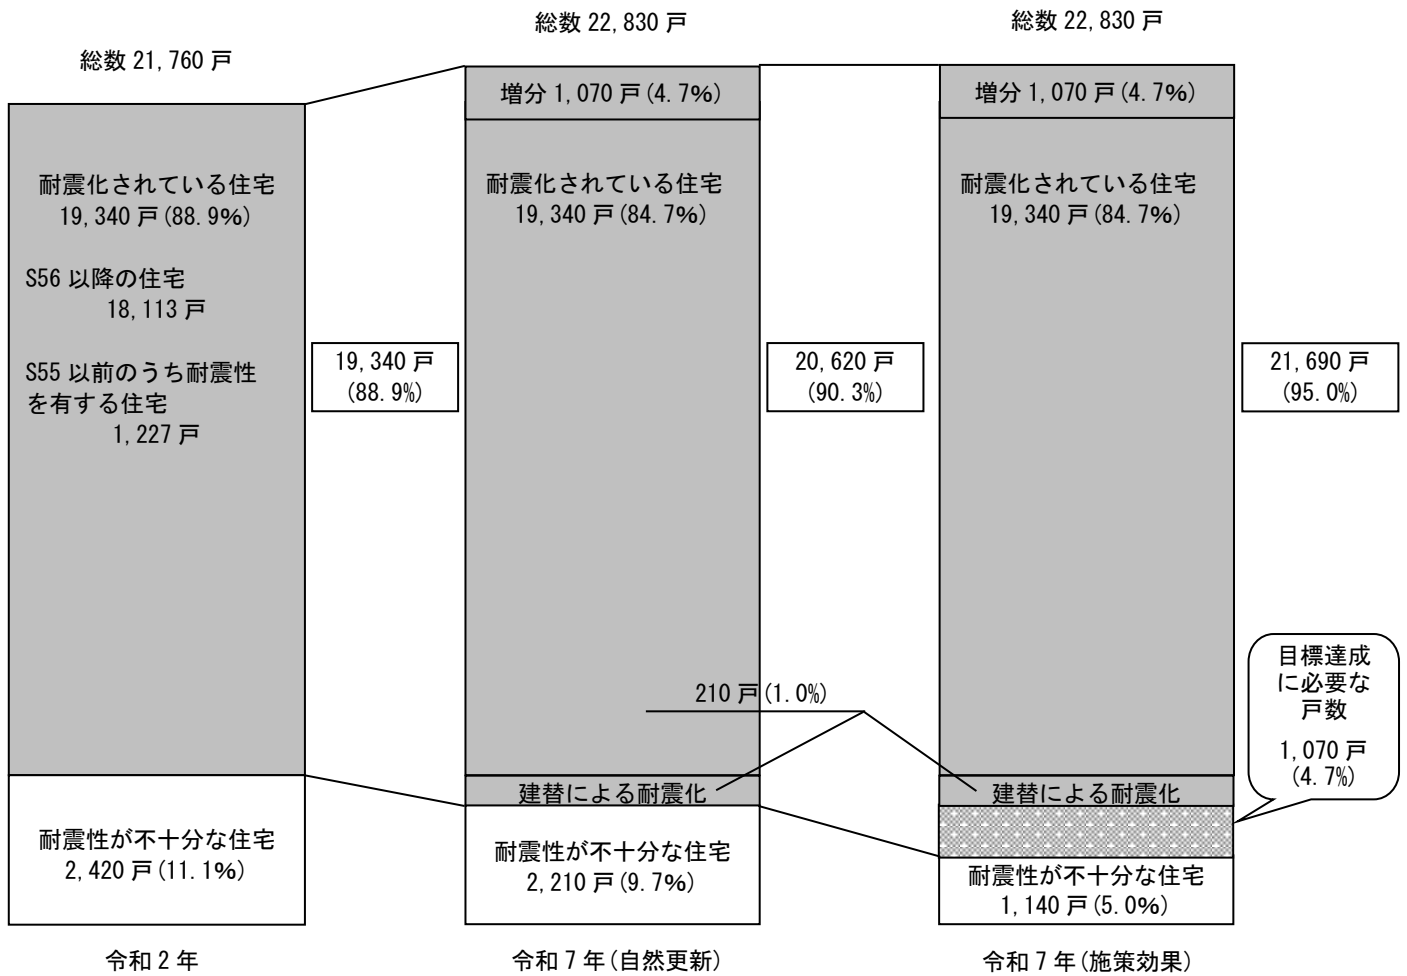 総数 21,760 戸
耐震化されている住宅
19,340 戸(88.9%)
S56 以降の住宅
18,113 戸
S55 以前のうち耐震性
を有する住宅
1,227 戸
耐震性が不十分な住宅
2,420 戸(11.1%)
令和 2 年
19,340 戸
(88.9%)
総数 22,830 戸
増分 1,070 戸(4.7%)
耐震化されている住宅
19,340 戸(84.7%)
210 戸(1.0%)
建替による耐震化
耐震性が不十分な住宅
2,210 戸(9.7%)
令和 7 年(自然更新)
20,620 戸
(90.3%)
総数 22,830 戸
増分 1,070 戸(4.7%)
耐震化されている住宅
19,340 戸(84.7%)
建替による耐震化
耐震性が不十分な住宅
1,140 戸(5.0%)
令和 7 年(施策効果)
21,690 戸
(95.0%)
目標達成
に必要な
戸数
1,070 戸
(4.7%)